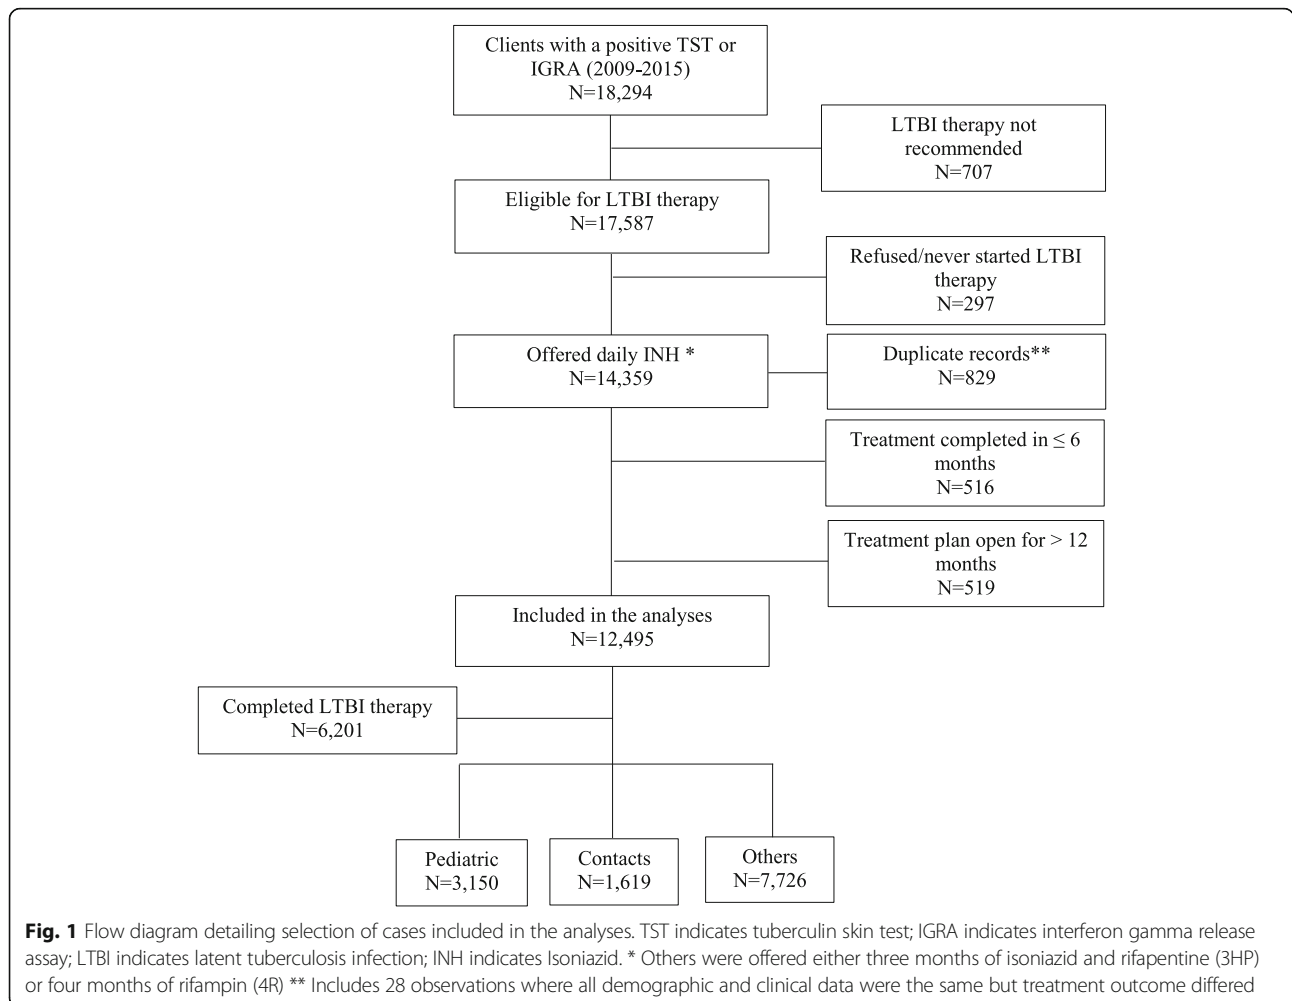 Clients with a positive TST or
IGRA (2009-2015)
N=18,294
LTBI therapy not
recommended
N=707
Eligible for LTBI therapy
N=17,587
Refused/never started LTBI
therapy
N=297
Offered daily INH *
N=14,359
Duplicate records**
N=829
Treatment completed in ≤ 6
months
N=516
Treatment plan open for > 12
months
N=519
Included in the analyses
N=12,495
Completed LTBI therapy
N=6,201
Pediatric
N=3,150
Contacts
N=1,619
Others
N=7,726
Fig. 1 Flow diagram detailing selection of cases included in the analyses. TST indicates tuberculin skin test; IGRA indicates interferon gamma release
assay; LTBI indicates latent tuberculosis infection; INH indicates Isoniazid. * Others were offered either three months of isoniazid and rifapentine (3HP)
or four months of rifampin (4R) ** Includes 28 observations where all demographic and clinical data were the same but treatment outcome differed